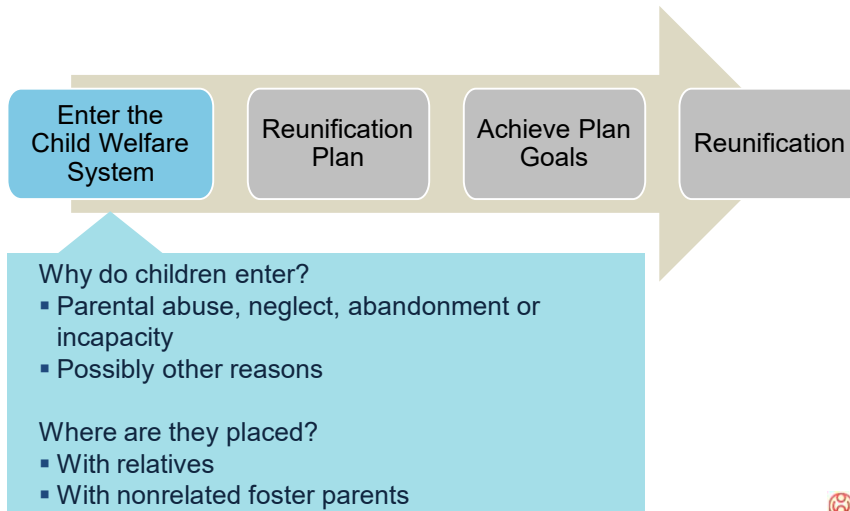 Enter the
Child Welfare
System
Reunification
Plan
Achieve Plan
Goals
Reunification
Why do children enter?
▪ Parental abuse, neglect, abandonment or
incapacity
▪ Possibly other reasons
Where are they placed?
▪ With relatives
▪ With nonrelated foster parents